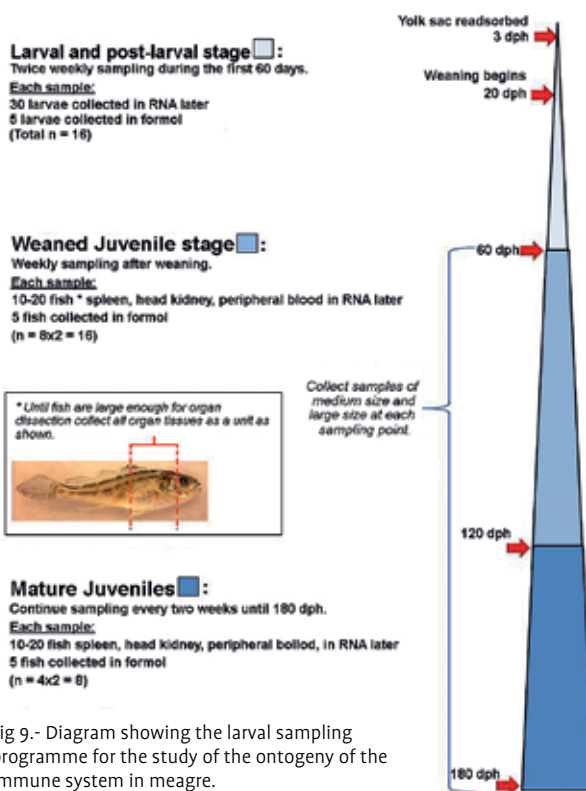 Larval and post-larval stage :
Twice weekly sampling during the first 60 days.
Each sample:
30 larvae collected in RNA later
5 larvae collected in formol
(Total n = 16)
Weaned Juvenile stage :
Weekly sampling after weaning.
Each sample:
10-20 fish * spleen, head kidney, peripheral blood in RNA later
5 fish collected in formol
(n = 8x2 = 16)
* Until fish are large enough for organ
dissection collect all organ tissues as a unit as
shown.
Mature Juveniles :
Continue sampling every two weeks until 180 dph.
Each sample:
10-20 fish spleen, head kidney, peripheral bollod, in RNA later
5 fish collected in formol
(n = 4x2 = 8)
Yolk sac readsorbed
3 dph
Weaning begins
20 dph
60 dph
Collect samples of
medium size and
large size at each
sampling point.
120 dph
180 dph
ig 9.- Diagram showing the larval sampling
programme for the study of the ontogeny of the
mmune system in meagre.